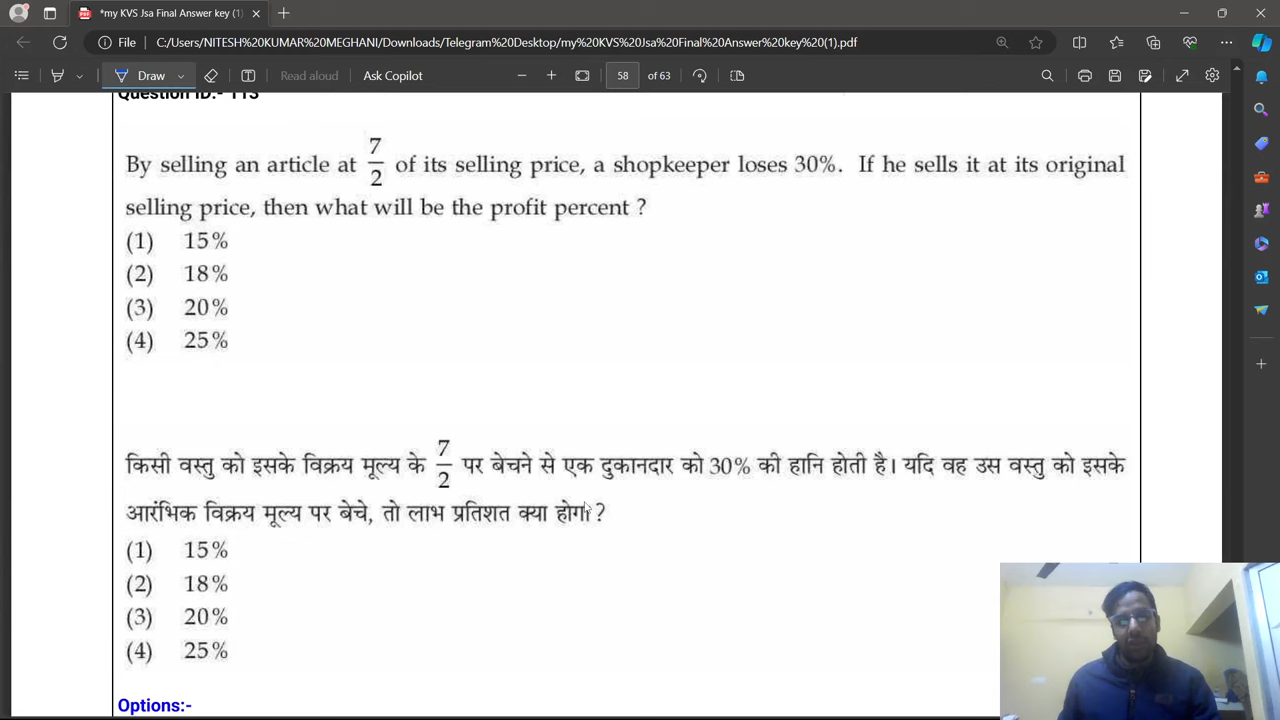 *my KVS Jsa Final Answer key (1)
File C:/Users/NITESH%20KUMAR%20MEGHANI/Downloads/Telegram%20Desktop/my%20KVS%20Jsa%20Final%20Answer%20key%20(1).pdf
Draw Read aloud Ask Copilot 58 of 63
Question ID:- 113
By selling an article at 7/2 of its selling price, a shopkeeper loses 30%. If he sells it at its original
selling price, then what will be the profit percent ?
(1) 15%
(2) 18%
(3) 20%
(4) 25%
किसी वस्तु को इसके विक्रय मूल्य के 7/2 पर बेचने से एक दुकानदार को 30% की हानि होती है। यदि वह उस वस्तु को इसके
आरंभिक विक्रय मूल्य पर बेचे, तो लाभ प्रतिशत क्या होगा ?
(1) 15%
(2) 18%
(3) 20%
(4) 25%
Options:-